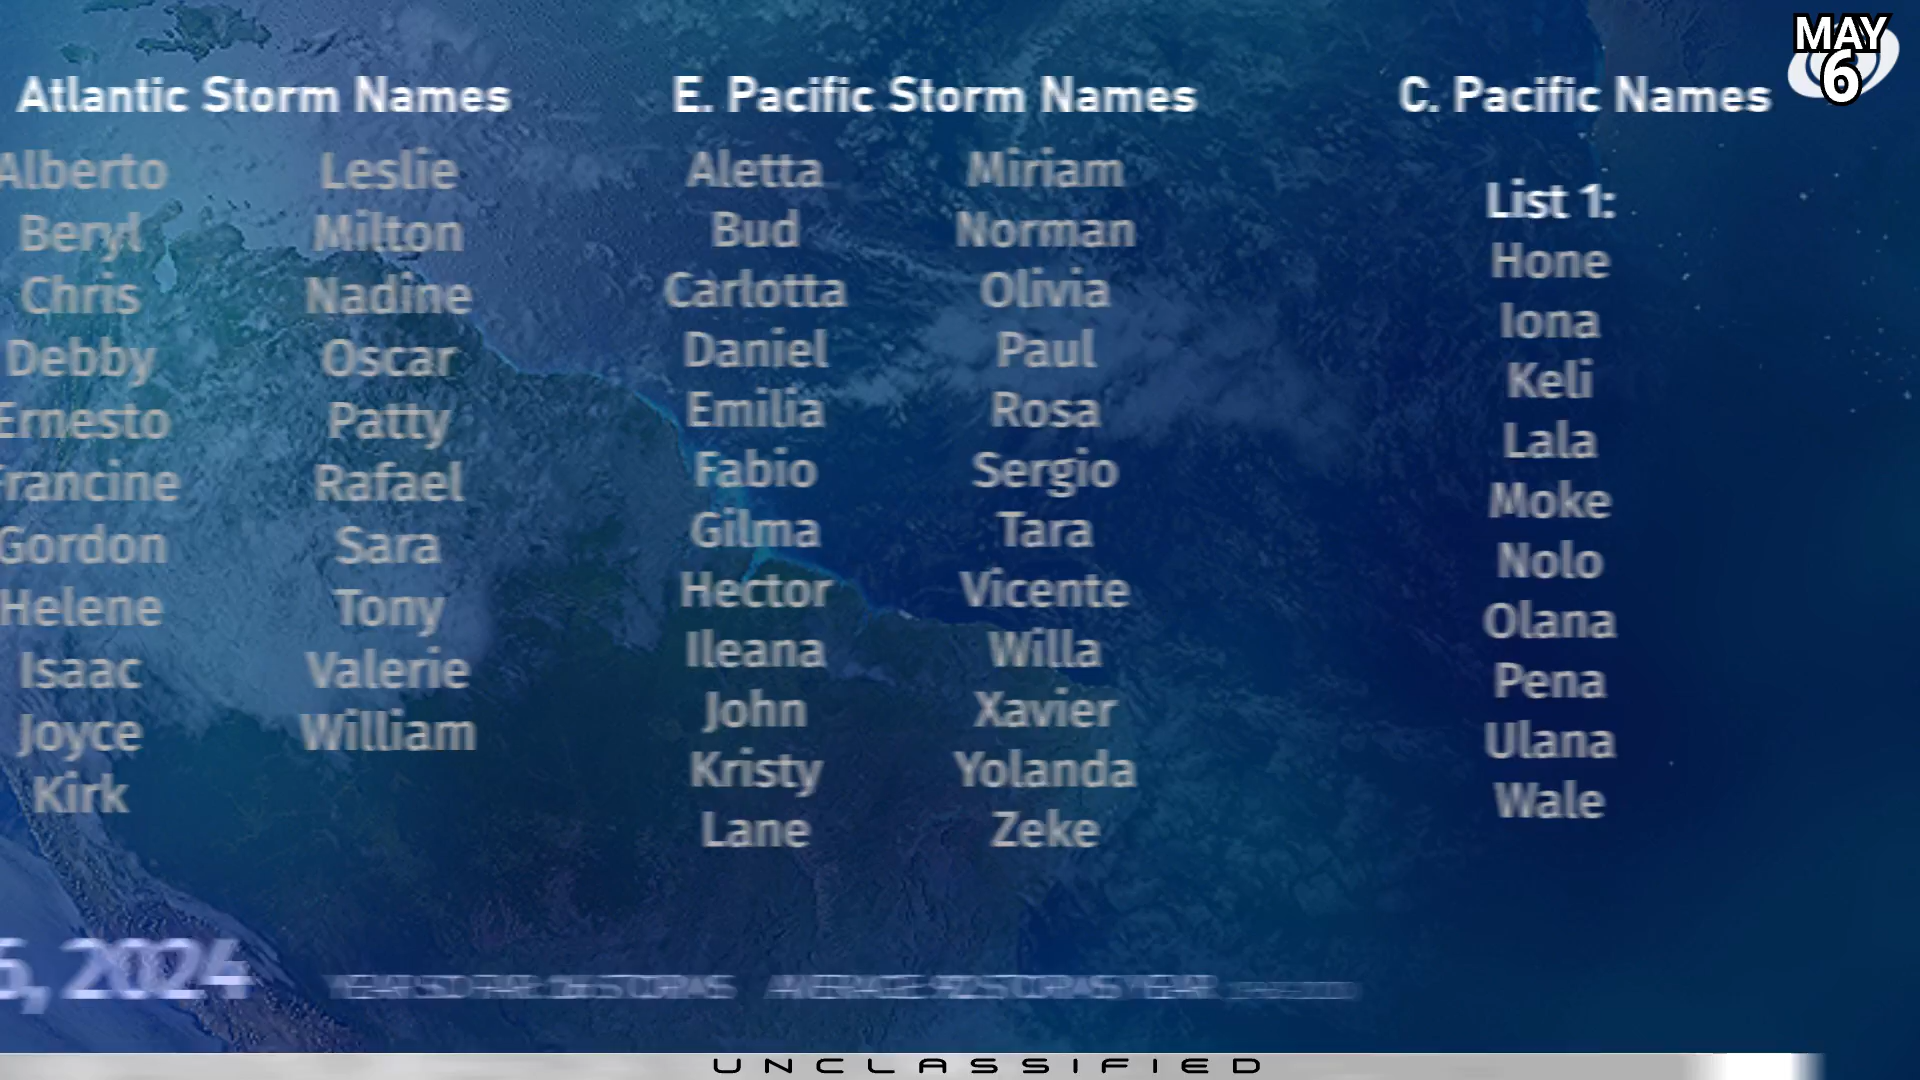 MAY
6
Atlantic Storm Names
Alberto
Beryl
Chris
Debby
Ernesto
Francine
Gordon
Helene
Isaac
Joyce
Kirk
Leslie
Milton
Nadine
Oscar
Patty
Rafael
Sara
Tony
Valerie
William
E. Pacific Storm Names
Aletta
Bud
Carlotta
Daniel
Emilia
Fabio
Gilma
Hector
Ileana
John
Kristy
Lane
Miriam
Norman
Olivia
Paul
Rosa
Sergio
Tara
Vicente
Willa
Xavier
Yolanda
Zeke
C. Pacific Names
List 1:
Hone
Iona
Keli
Lala
Moke
Nolo
Olana
Pena
Ulana
Wale
6, 2024
UNCLASSIFIED